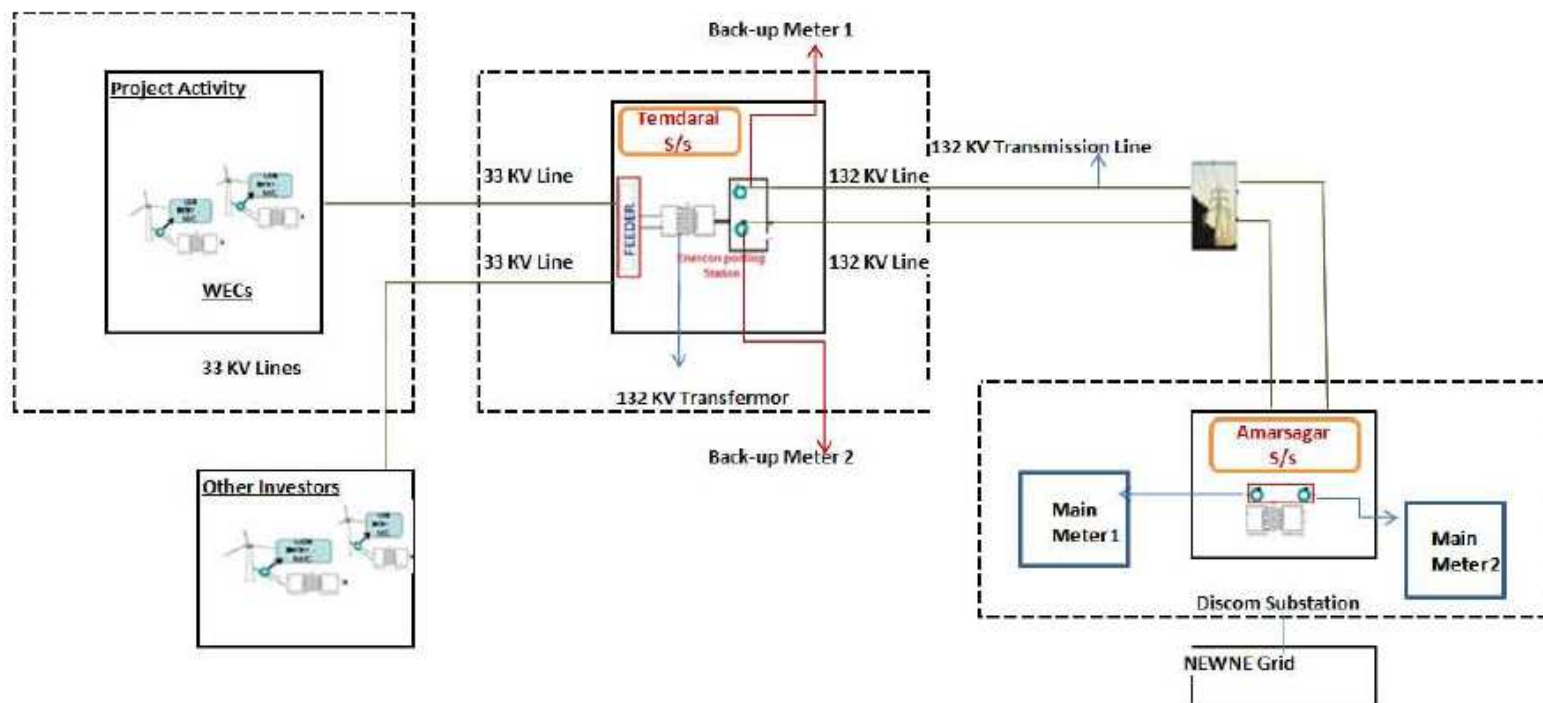 Back-up Meter 1
Project Activity
Temdarai
S/s
132 KV Transmission Line
33 KV Line
132 KV Line
FEEDER
Enercon pooling
Station
33 KV Line
132 KV Line
WECs
33 KV Lines
132 KV Transfermor
Back-up Meter 2
Other Investors
Amarsagar
S/s
Main
Meter 1
Main
Meter 2
Discom Substation
NEWNE Grid